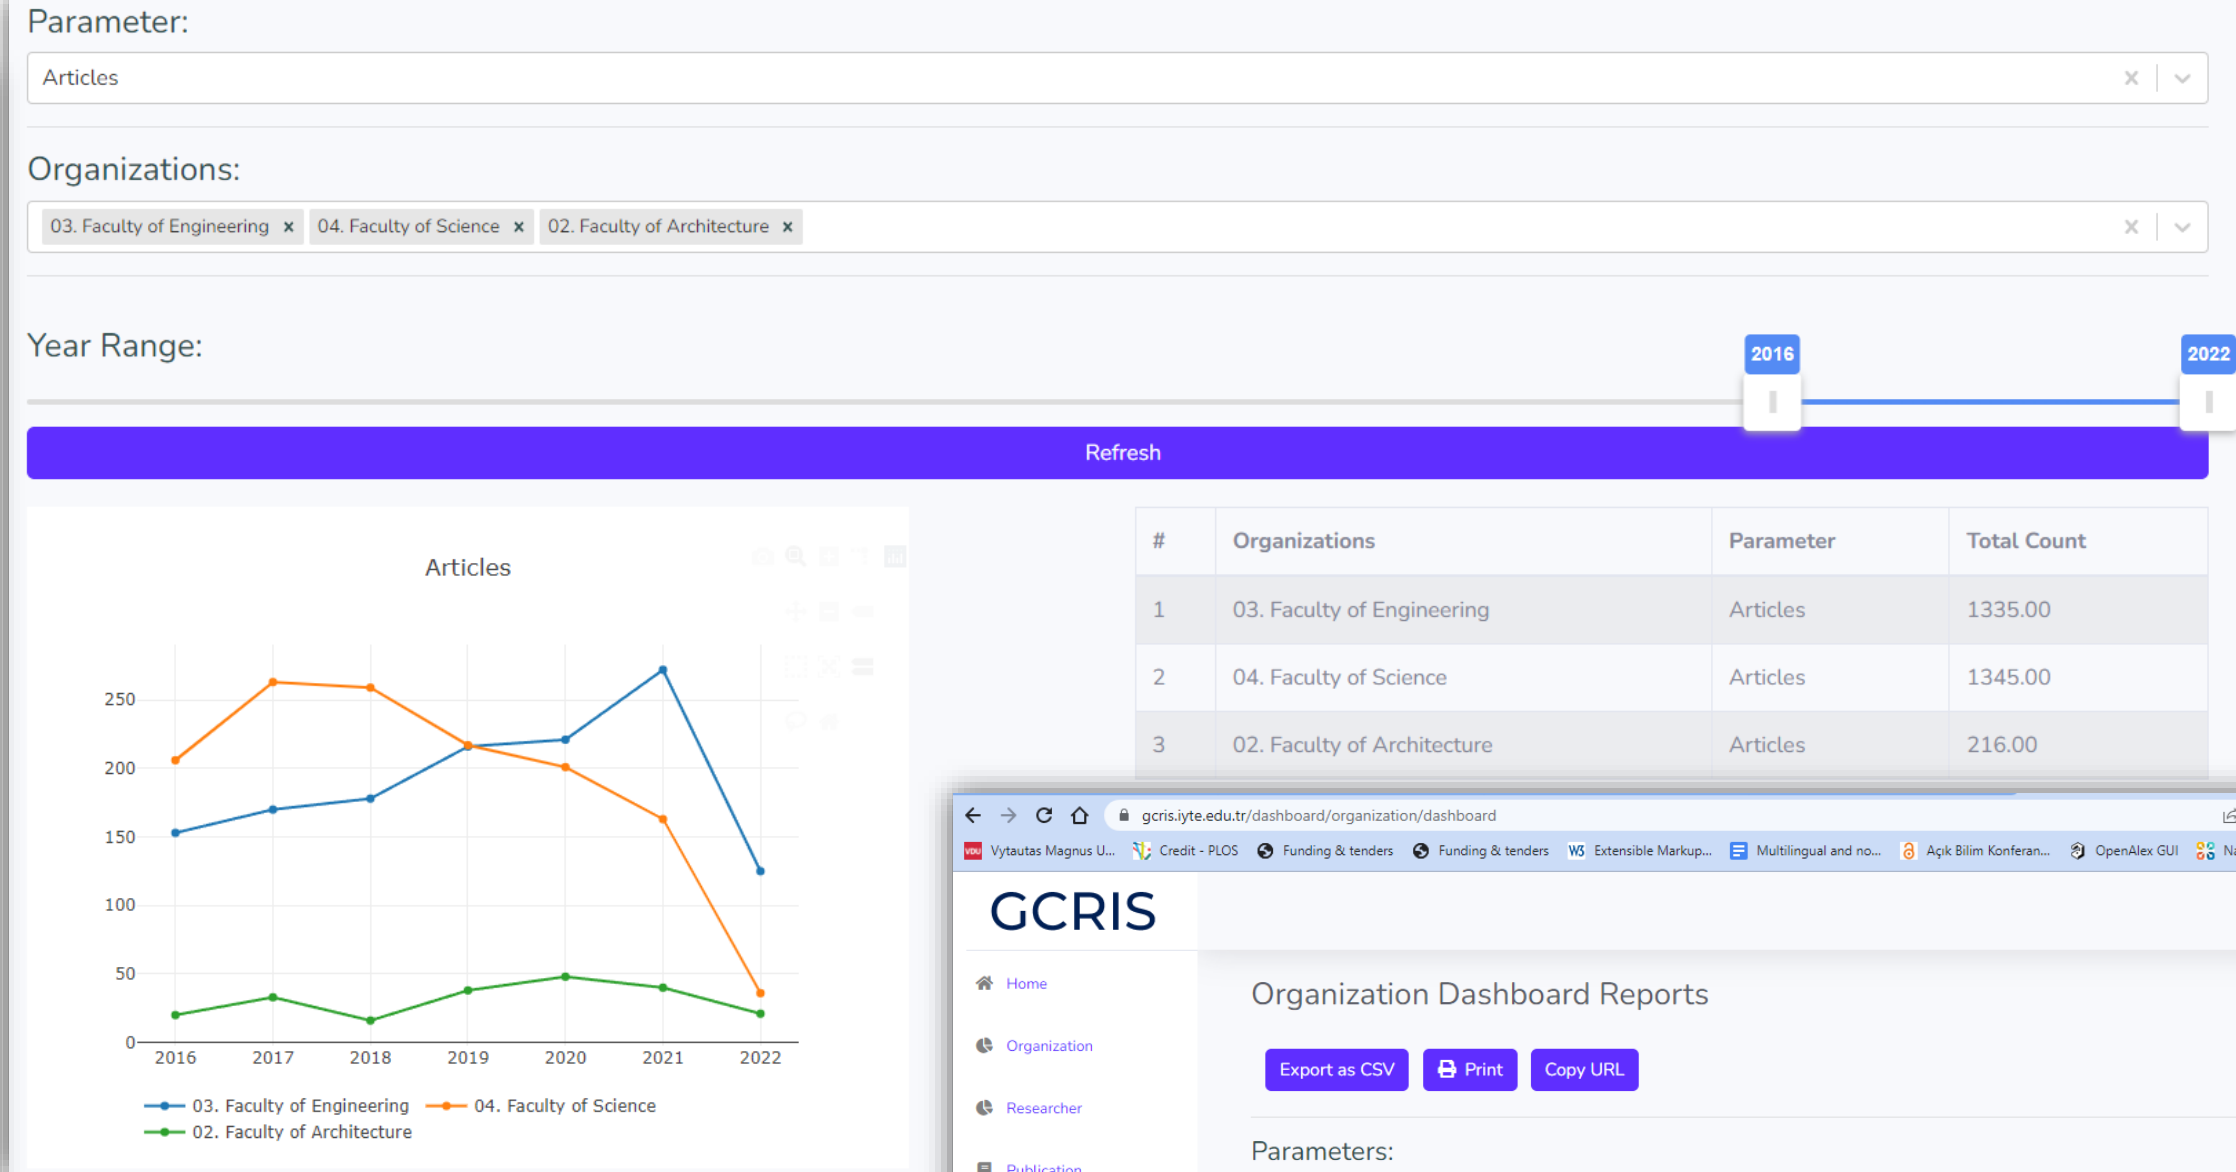 Parameter:
Articles
Organizations:
03. Faculty of Engineering × 04. Faculty of Science × 02. Faculty of Architecture ×
Year Range:
2016 2022
Refresh
Articles
250
200
150
100
50
0
2016 2017 2018 2019 2020 2021 2022
03. Faculty of Engineering 04. Faculty of Science
02. Faculty of Architecture
# Organizations Parameter Total Count
1 03. Faculty of Engineering Articles 1335.00
2 04. Faculty of Science Articles 1345.00
3 02. Faculty of Architecture Articles 216.00
gcris.iyte.edu.tr/dashboard/organization/dashboard
VDU Vytautas Magnus U... Credit - PLOS Funding & tenders Funding & tenders W3 Extensible Markup... Multilingual and no... Açık Bilim Konferan... OpenAlex GUI Na
GCRIS
Home
Organization
Researcher
Publication
Organization Dashboard Reports
Export as CSV Print Copy URL
Parameters: